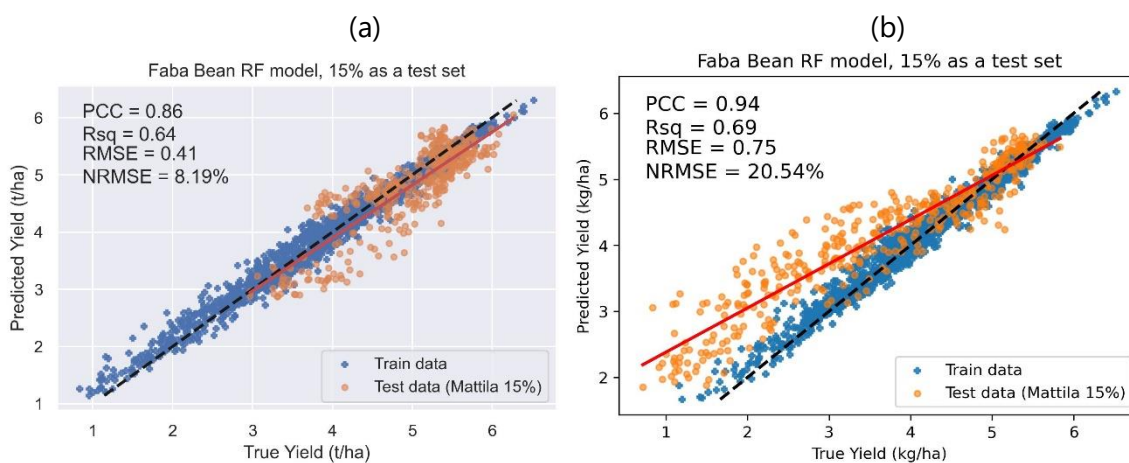 (a)
Faba Bean RF model, 15% as a test set
PCC = 0.86
Rsq = 0.64
RMSE = 0.41
NRMSE = 8.19%
Predicted Yield (t/ha)
6
5
4
3
2
1
Train data
Test data (Mattila 15%)
1 2 3 4 5 6
True Yield (t/ha)
(b)
Faba Bean RF model, 15% as a test set
PCC = 0.94
Rsq = 0.69
RMSE = 0.75
NRMSE = 20.54%
Predicted Yield (kg/ha)
6
5
4
3
2
Train data
Test data (Mattila 15%)
1 2 3 4 5 6
True Yield (kg/ha)